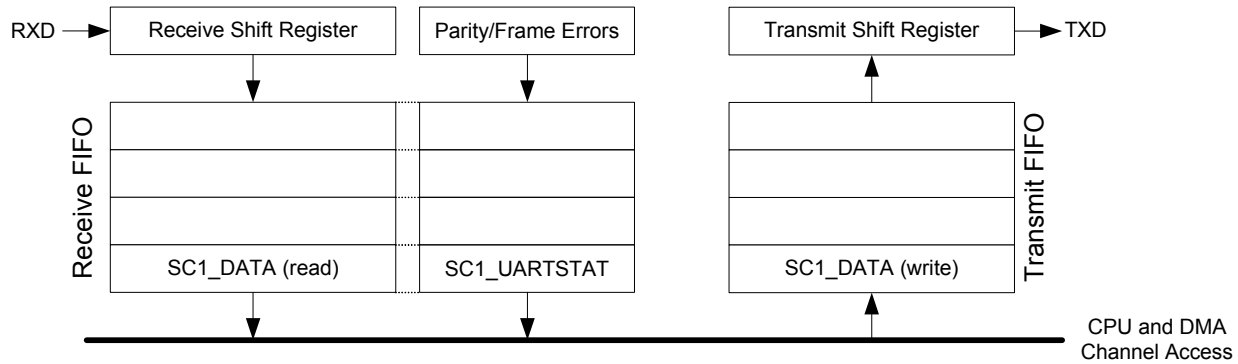 RXD
Receive Shift Register
Parity/Frame Errors
Transmit Shift Register
TXD
Receive FIFO
Transmit FIFO
SC1_DATA (read)
SC1_UARTSTAT
SC1_DATA (write)
CPU and DMA
Channel Access